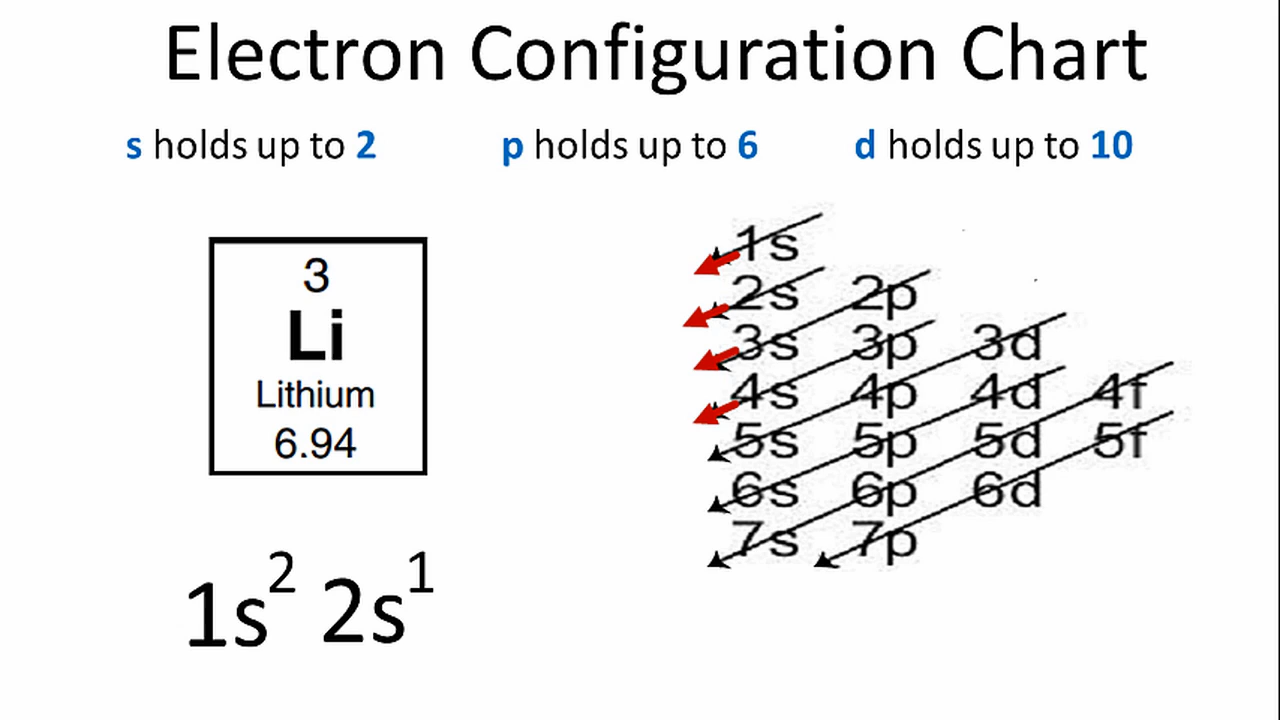 Electron Configuration Chart
s holds up to 2 p holds up to 6 d holds up to 10
3
Li
Lithium
6.94
1s² 2s¹
1s
2s 2p
3s 3p 3d
4s 4p 4d 4f
5s 5p 5d 5f
6s 6p 6d
7s 7p